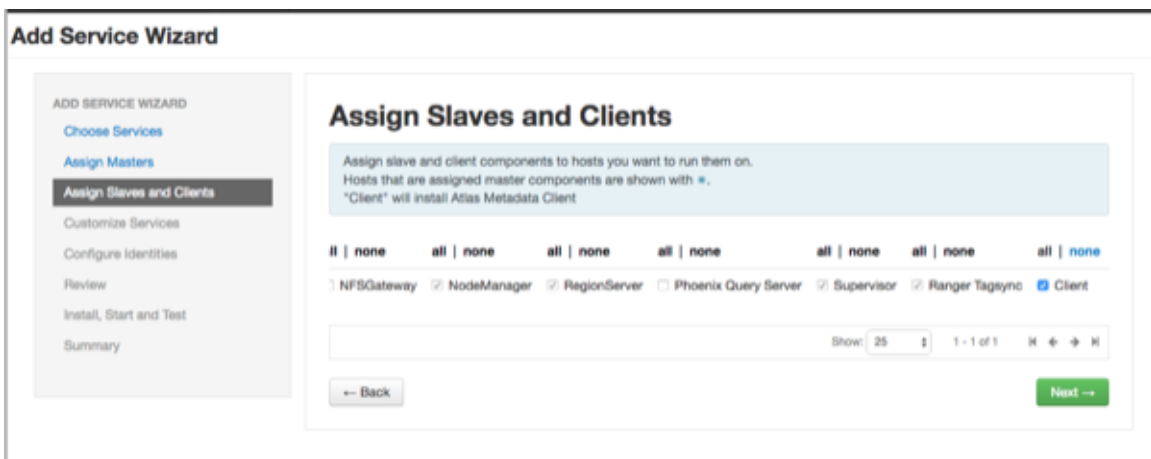 Add Service Wizard
ADD SERVICE WIZARD
Choose Services
Assign Masters
Assign Slaves and Clients
Customize Services
Configure Identities
Review
Install, Start and Test
Summary
Assign Slaves and Clients
Assign slave and client components to hosts you want to run them on.
Hosts that are assigned master components are shown with *.
"Client" will install Atlas Metadata Client
ll | none all | none all | none all | none all | none all | none all | none
NFSGateway NodeManager RegionServer Phoenix Query Server Supervisor Ranger Tagsync Client
Show: 25 1 - 1 of 1
← Back
Next →